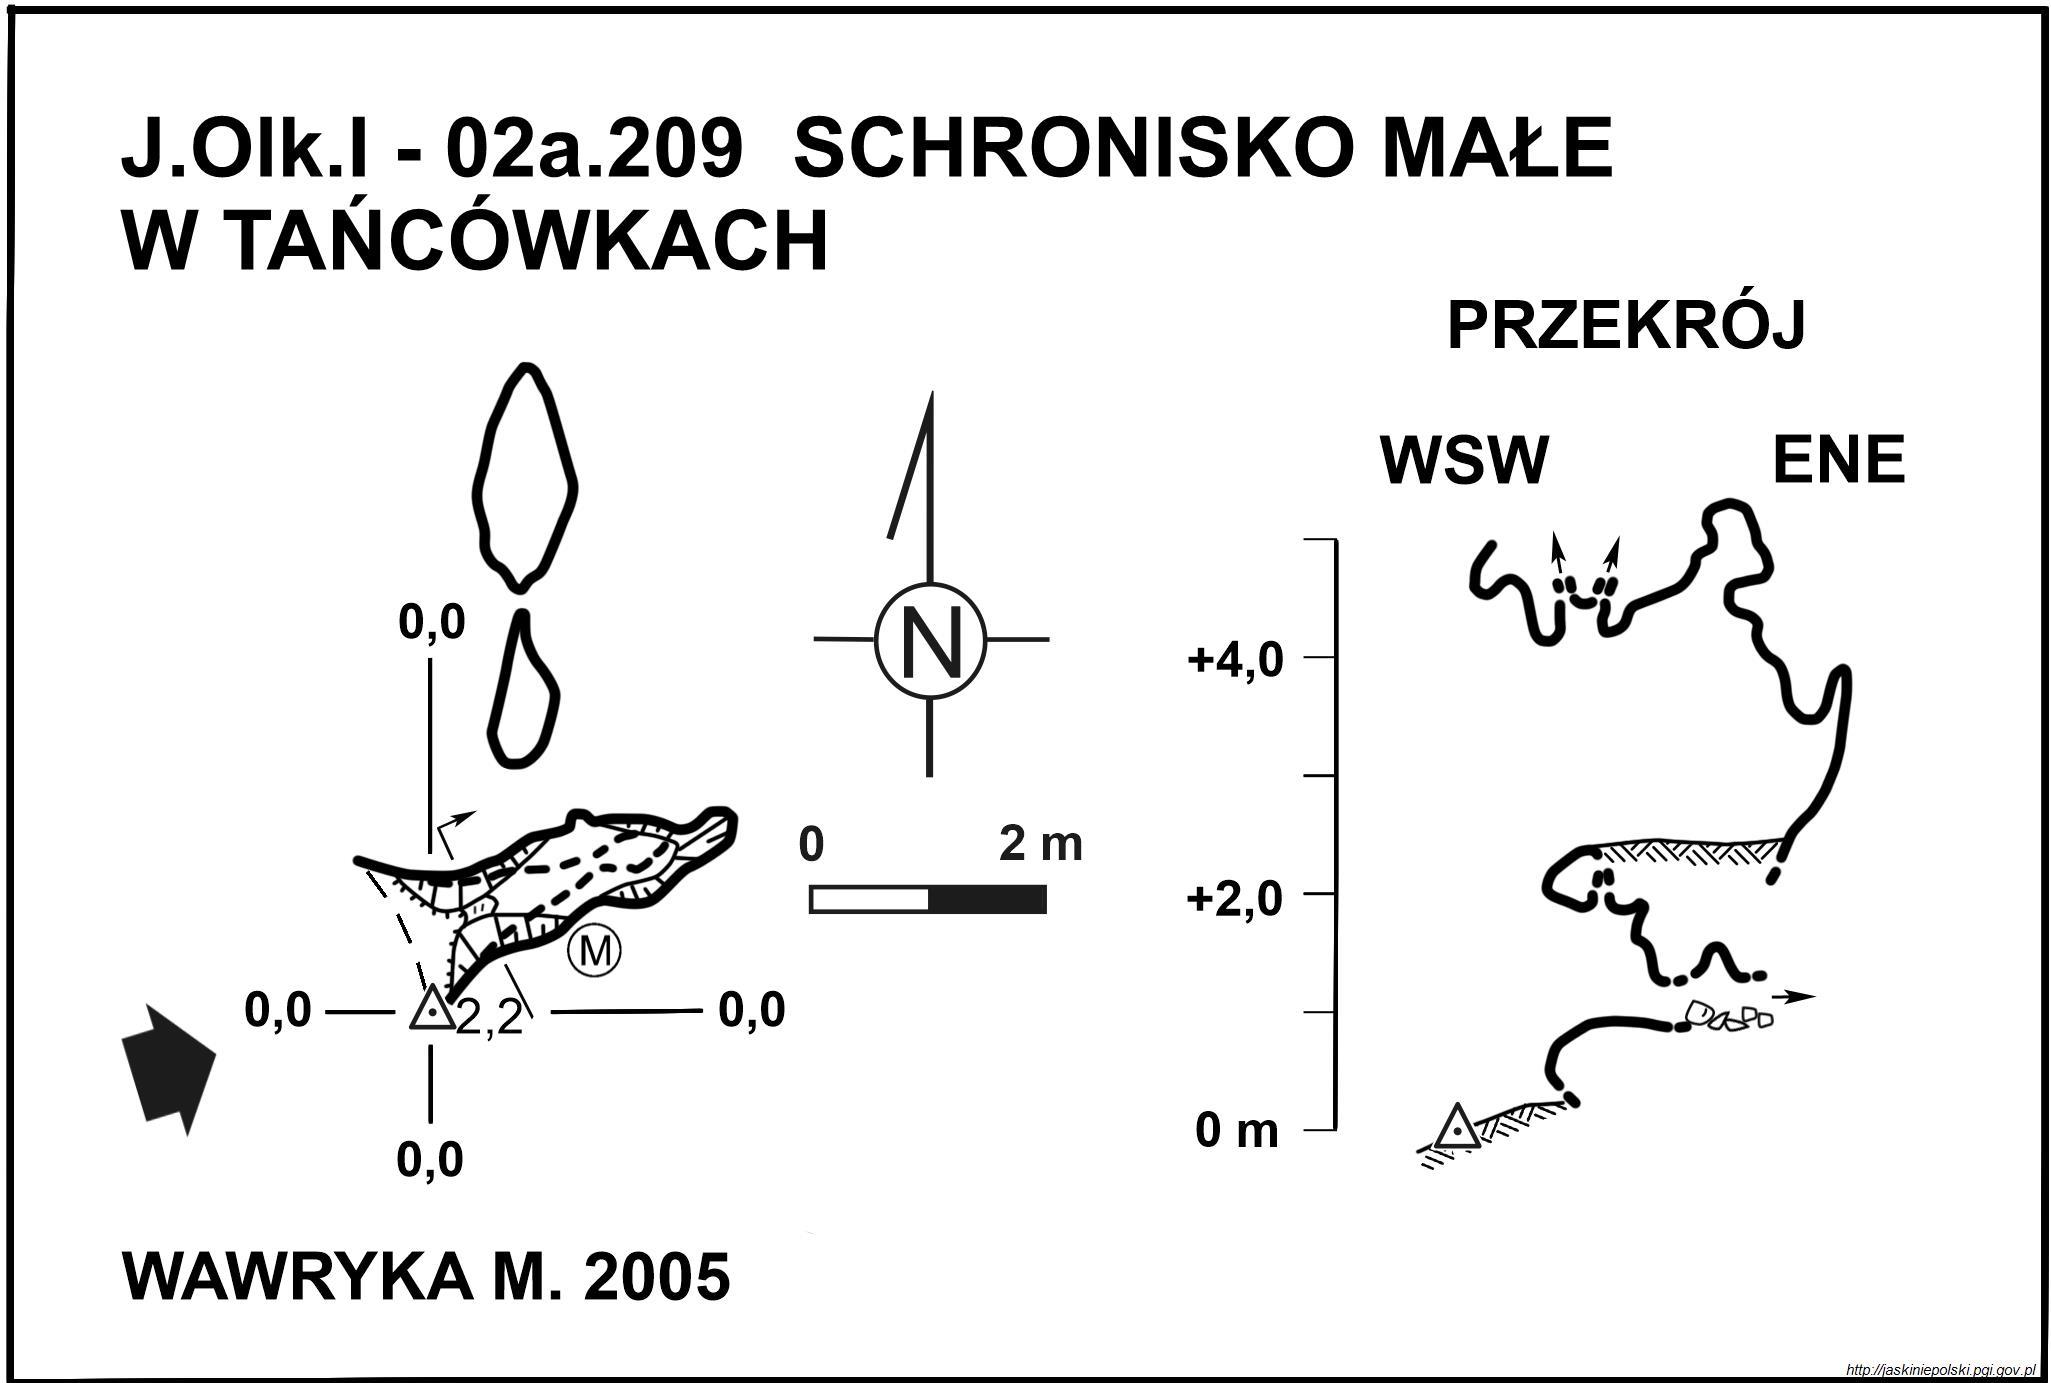 J.Olk.I - 02a.209 SCHRONISKO MAŁE
W TAŃCÓWKACH
PRZEKRÓJ
WSW ENE
0,0
N
+4,0
0 2 m
+2,0
M
0,0 2,2 0,0
0 m
0,0
WAWRYKA M. 2005
http://jaskiniepolski.pgi.gov.pl